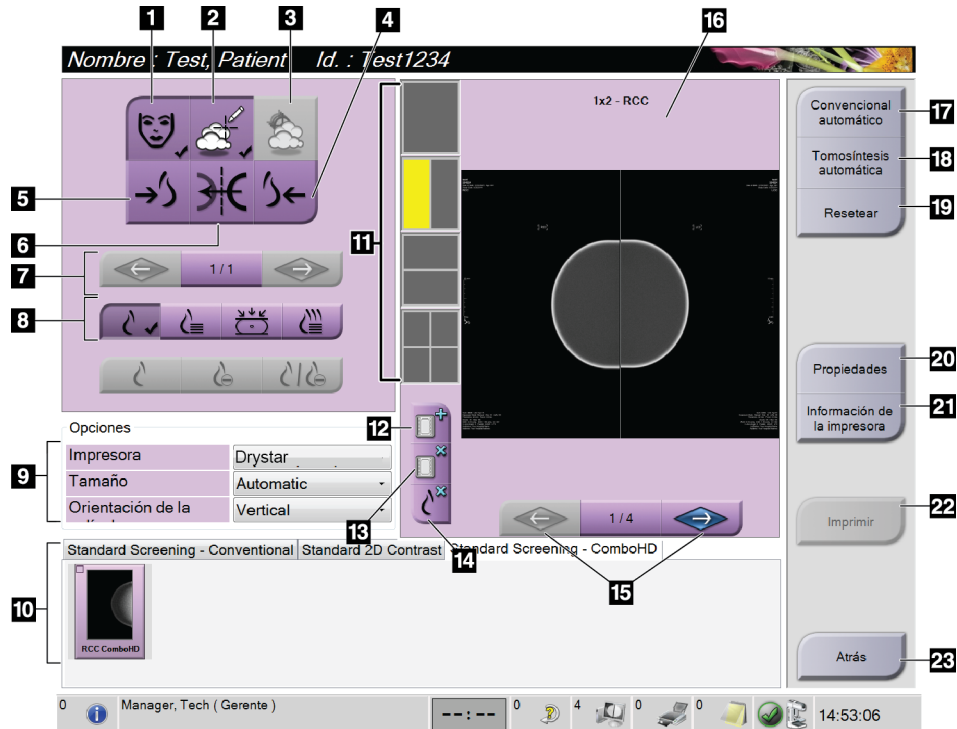 1
2
3
4
Nombre : Test, Patient Id. : Test1234
16
1x2 - RCC
Convencional automático
17
Tomosíntesis automática
18
Resetear
19
5
6
11
7
1/1
8
Propiedades
20
Información de la impresora
21
Opciones
12
9
Impresora
Drystar
Tamaño
Automatic
Orientación de la
Vertical
13
14
1/4
15
Imprimir
22
Standard Screening - Conventional
Standard 2D Contrast
Standard Screening - ComboHD
10
RCC ComboHD
Atrás
23
0
Manager, Tech ( Gerente )
--:--
0
4
0
0
14:53:06